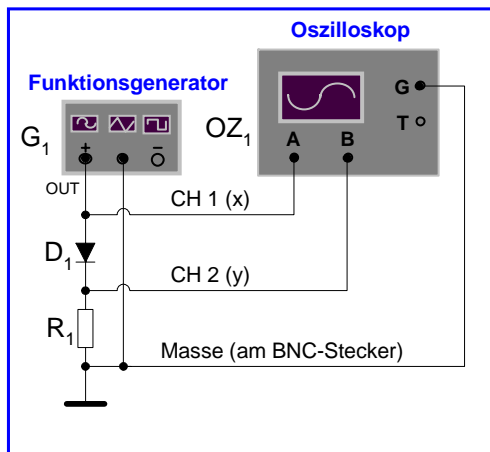 Oszilloskop
Funktionsgenerator
G
G1
OZ1
T
A B
+ −
OUT
CH 1 (x)
D1
CH 2 (y)
R1
Masse (am BNC-Stecker)